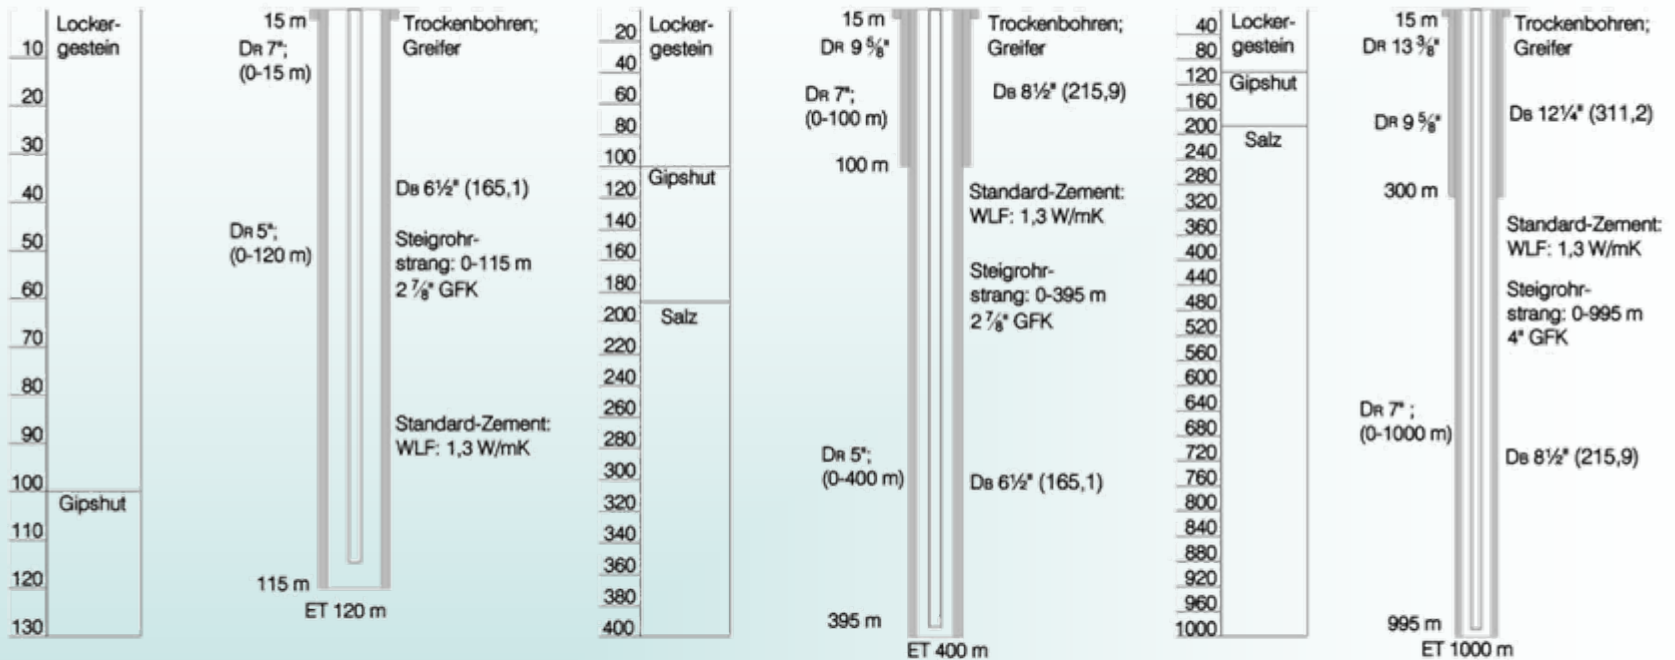 Locker-
gestein
10
20
30
40
50
60
70
80
90
100
Gipshut
110
120
130
15 m
DR 7";
(0-15 m)
DR 5";
(0-120 m)
115 m
ET 120 m
Trockenbohren;
Greifer
DB 6½" (165,1)
Steigrohr-
strang: 0-115 m
2 ⅞" GFK
Standard-Zement:
WLF: 1,3 W/mK
20
40
60
80
100
120
140
160
180
200
220
240
260
280
300
320
340
360
380
400
Locker-
gestein
Gipshut
Salz
15 m
DR 9 ⅝"
DR 7";
(0-100 m)
100 m
DR 5";
(0-400 m)
395 m
ET 400 m
Trockenbohren;
Greifer
DB 8½" (215,9)
Standard-Zement:
WLF: 1,3 W/mK
Steigrohr-
strang: 0-395 m
2 ⅞" GFK
DB 6½" (165,1)
40
80
120
160
200
240
280
320
360
400
440
480
520
560
600
640
680
720
760
800
840
880
920
960
1000
Locker-
gestein
Gipshut
Salz
15 m
DR 13 ⅜"
DR 9 ⅝"
300 m
DR 7" ;
(0-1000 m)
995 m
ET 1000 m
Trockenbohren;
Greifer
DB 12¼" (311,2)
Standard-Zement:
WLF: 1,3 W/mK
Steigrohr-
strang: 0-995 m
4" GFK
DB 8½" (215,9)